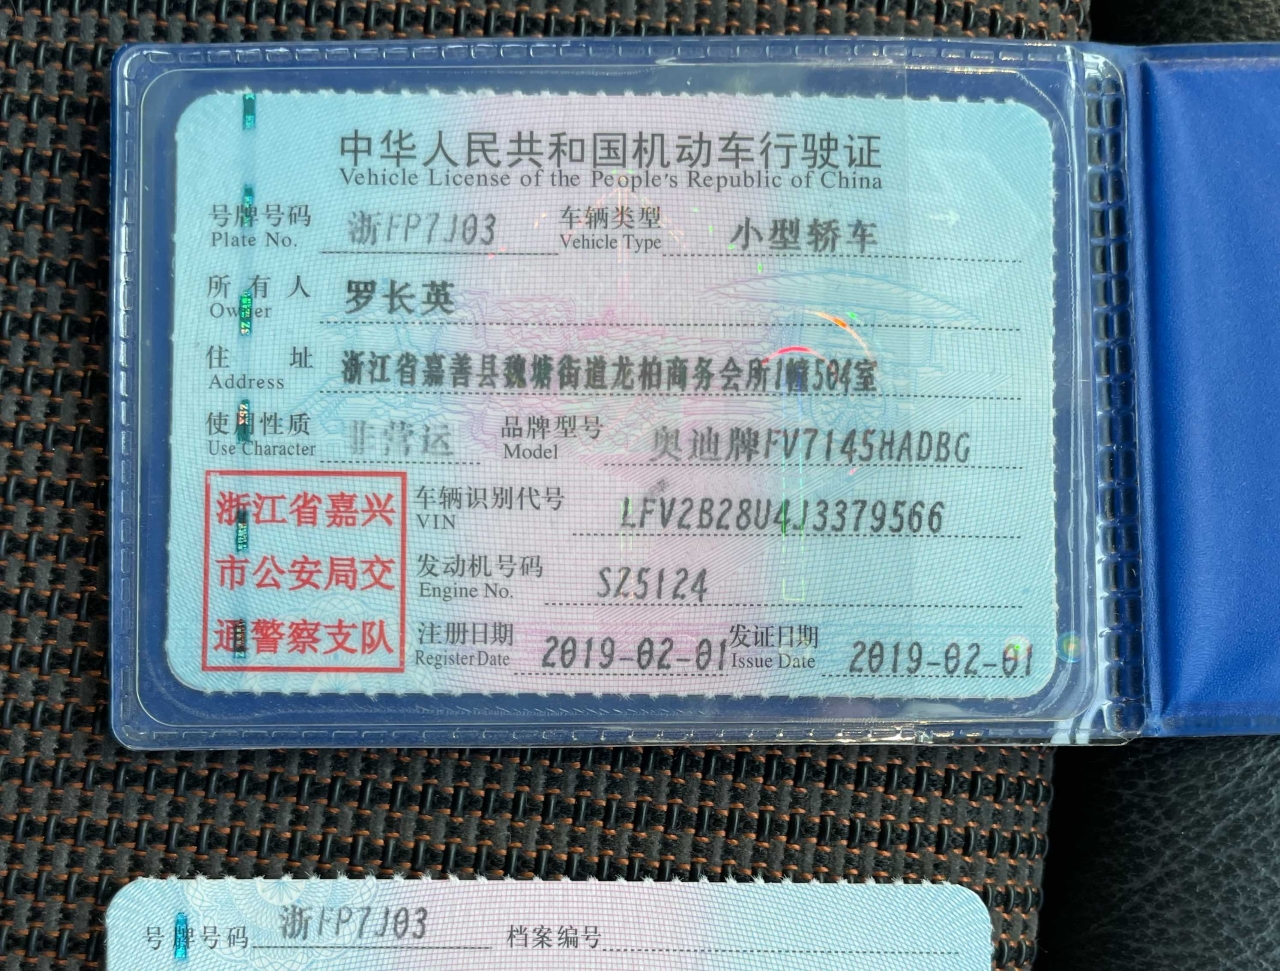 中华人民共和国机动车行驶证
Vehicle License of the People's Republic of China
号牌号码 浙FP7J03 车辆类型 小型轿车
Plate No. Vehicle Type
所有人 罗长英
Owner
住址 浙江省嘉善县魏塘街道龙柏商务会所1幢504室
Address
使用性质 非营运 品牌型号 奥迪牌FV7145HADBG
Use Character Model
浙江省嘉兴
市公安局交
通警察支队
车辆识别代号 LFV2B28U4J3379566
VIN
发动机号码 SZ5124
Engine No.
注册日期 2019-02-01 发证日期 2019-02-01
Register Date Issue Date
号牌号码 浙FP7J03 档案编号